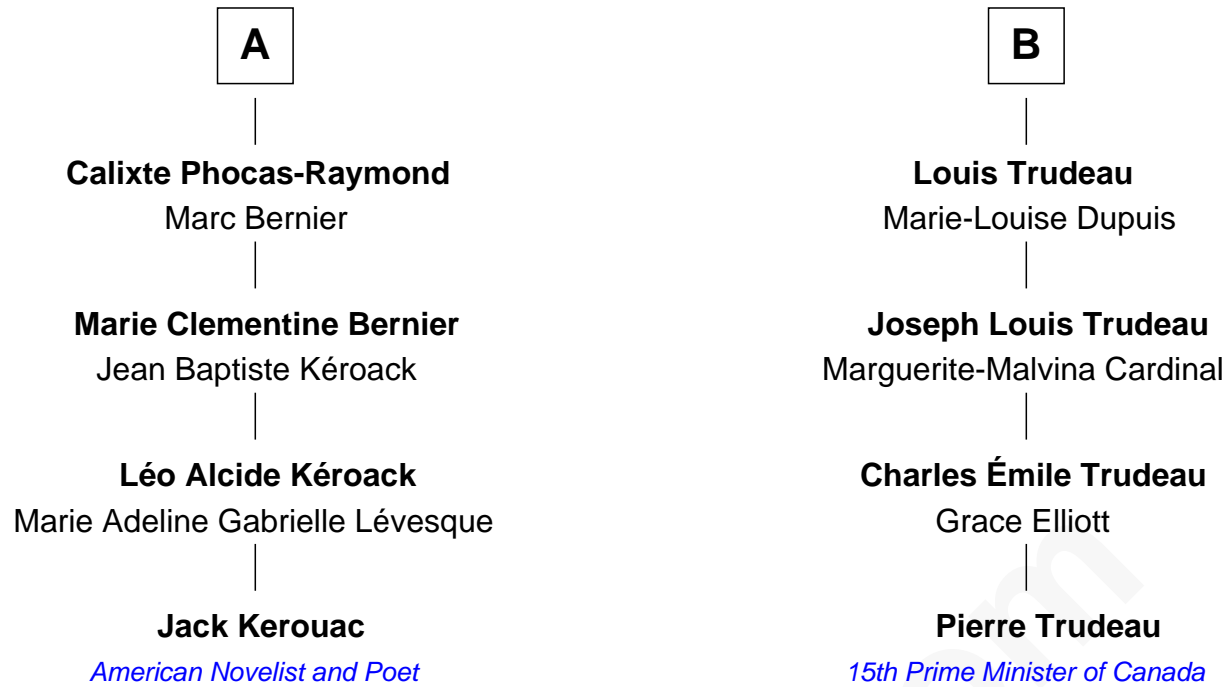 A
Calixte Phocas-Raymond
Marc Bernier
Marie Clementine Bernier
Jean Baptiste Kéroack
Léo Alcide Kéroack
Marie Adeline Gabrielle Lévesque
Jack Kerouac
American Novelist and Poet
B
Louis Trudeau
Marie-Louise Dupuis
Joseph Louis Trudeau
Marguerite-Malvina Cardinal
Charles Émile Trudeau
Grace Elliott
Pierre Trudeau
15th Prime Minister of Canada